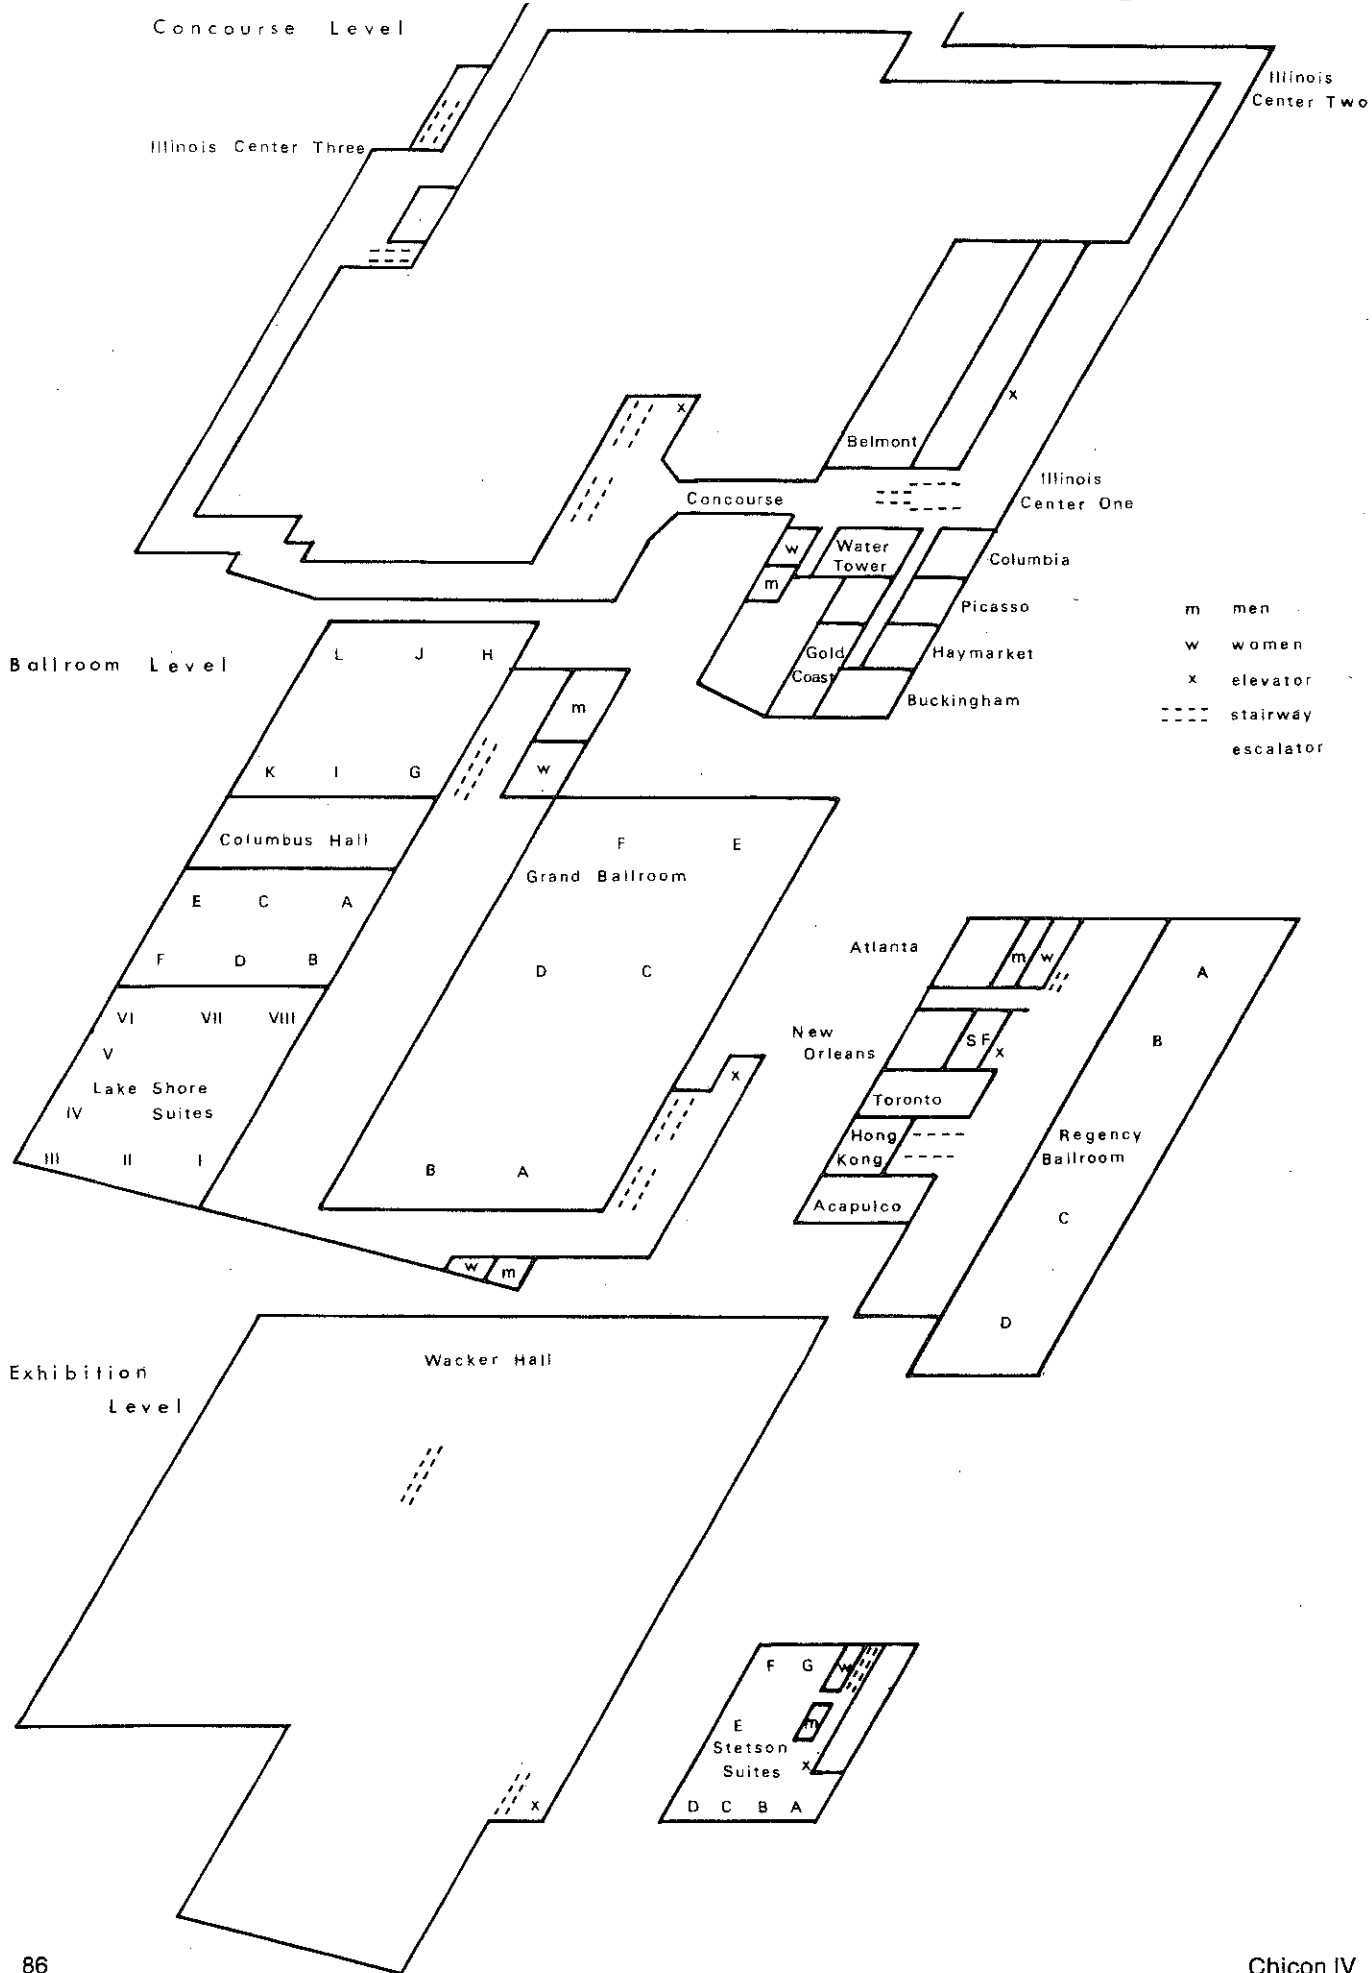 Concourse Level
Illinois
Center Two
Illinois Center Three
x
x
Belmont
Concourse
Illinois
Center One
w
Water
Tower
Columbia
m
Picasso
Gold
Coast
Haymarket
Buckingham
m men
w women
x elevator
stairway
escalator
Ballroom Level
L J H
m
w
K I G
Columbus Hall
E C A
F D B
VI VII VIII
V
Lake Shore
IV Suites
III II I
F E
Grand Ballroom
D C
x
B A
w m
Atlanta
m w
A
New
Orleans
SF
x
B
Toronto
Hong
Kong
Regency
Ballroom
Acapulco
C
D
Exhibition
Level
Wacker Hall
x
F G w
m
E
Stetson
Suites
x
D C B A
86
Chicon IV